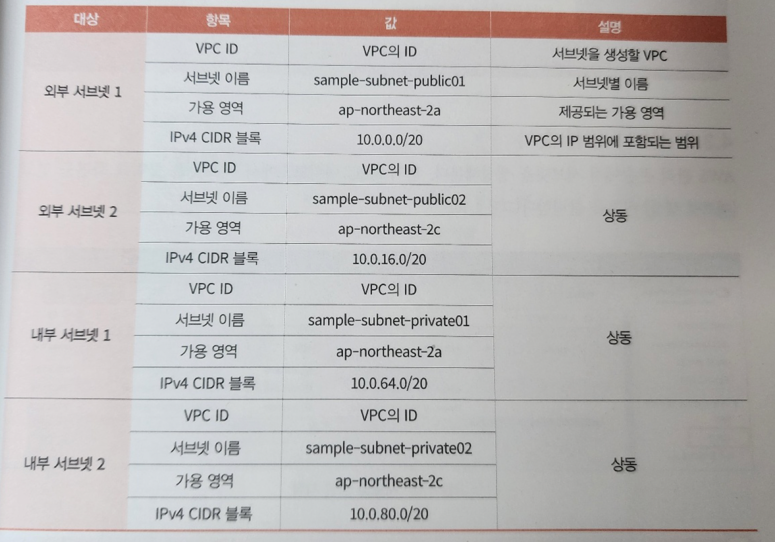 대상 항목 값 설명
외부 서브넷 1 VPC ID VPC의 ID 서브넷을 생성할 VPC
서브넷 이름 sample-subnet-public01 서브넷별 이름
가용 영역 ap-northeast-2a 제공되는 가용 영역
IPv4 CIDR 블록 10.0.0.0/20 VPC의 IP 범위에 포함되는 범위
외부 서브넷 2 VPC ID VPC의 ID 상동
서브넷 이름 sample-subnet-public02
가용 영역 ap-northeast-2c
IPv4 CIDR 블록 10.0.16.0/20
내부 서브넷 1 VPC ID VPC의 ID 상동
서브넷 이름 sample-subnet-private01
가용 영역 ap-northeast-2a
IPv4 CIDR 블록 10.0.64.0/20
내부 서브넷 2 VPC ID VPC의 ID 상동
서브넷 이름 sample-subnet-private02
가용 영역 ap-northeast-2c
IPv4 CIDR 블록 10.0.80.0/20